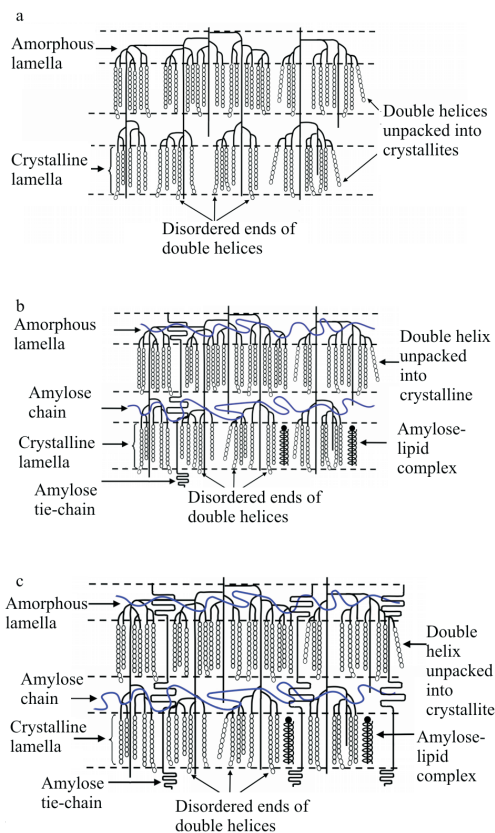 a
Amorphous
lamella
Double helices
unpacked into
crystallites
Crystalline
lamella
Disordered ends of
double helices
b
Amorphous
lamella
Double helix
unpacked
into
crystalline
Amylose
chain
Amylose-
lipid
complex
Crystalline
lamella
Amylose
tie-chain
Disordered ends of
double helices
c
Amorphous
lamella
Double
helix
unpacked
into
crystallite
Amylose
chain
Crystalline
lamella
Amylose-
lipid
complex
Amylose
tie-chain
Disordered ends of
double helices